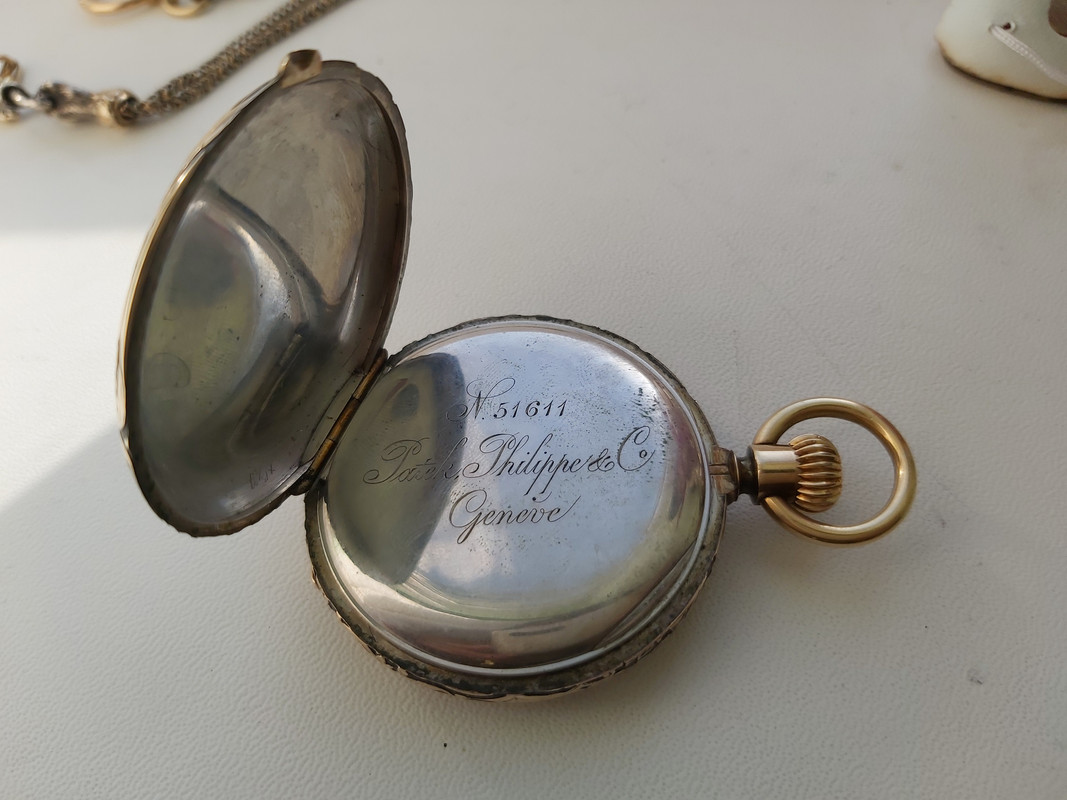 N. 51611
Patek, Philippe & Co
Genève